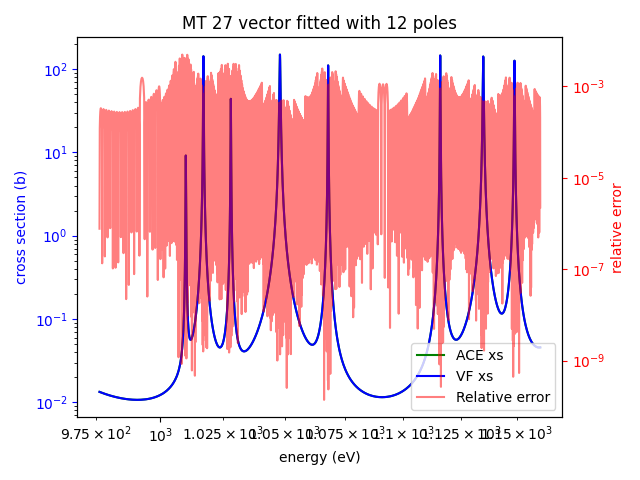 MT 27 vector fitted with 12 poles
10²
10¹
10⁰
10⁻¹
10⁻²
cross section (b)
10⁻³
10⁻⁵
10⁻⁷
10⁻⁹
relative error
ACE xs
VF xs
Relative error
9.75 × 10² 10³ 1.025 × 10³ 1.05 × 10³ 1.075 × 10³ 1.1 × 10³ 1.125 × 10³ 1.15 × 10³
energy (eV)